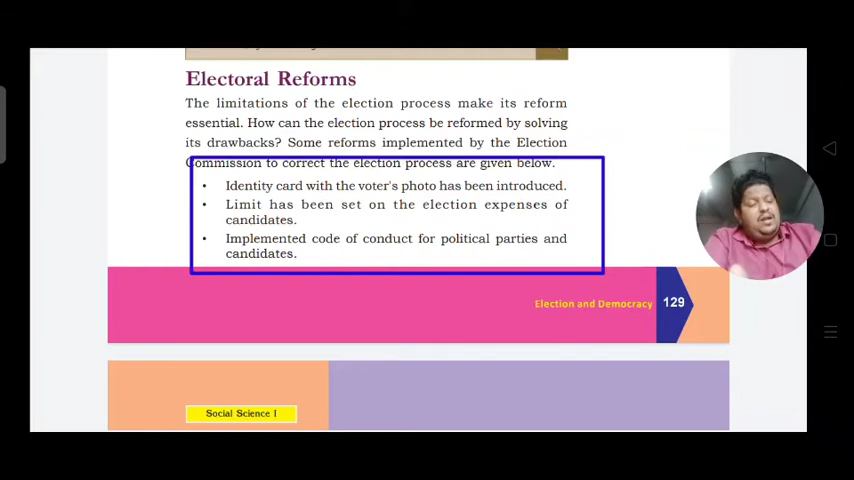 Electoral Reforms
The limitations of the election process make its reform
essential. How can the election process be reformed by solving
its drawbacks? Some reforms implemented by the Election
Commission to correct the election process are given below.
• Identity card with the voter's photo has been introduced.
• Limit has been set on the election expenses of
candidates.
• Implemented code of conduct for political parties and
candidates.
Election and Democracy 129
Social Science I